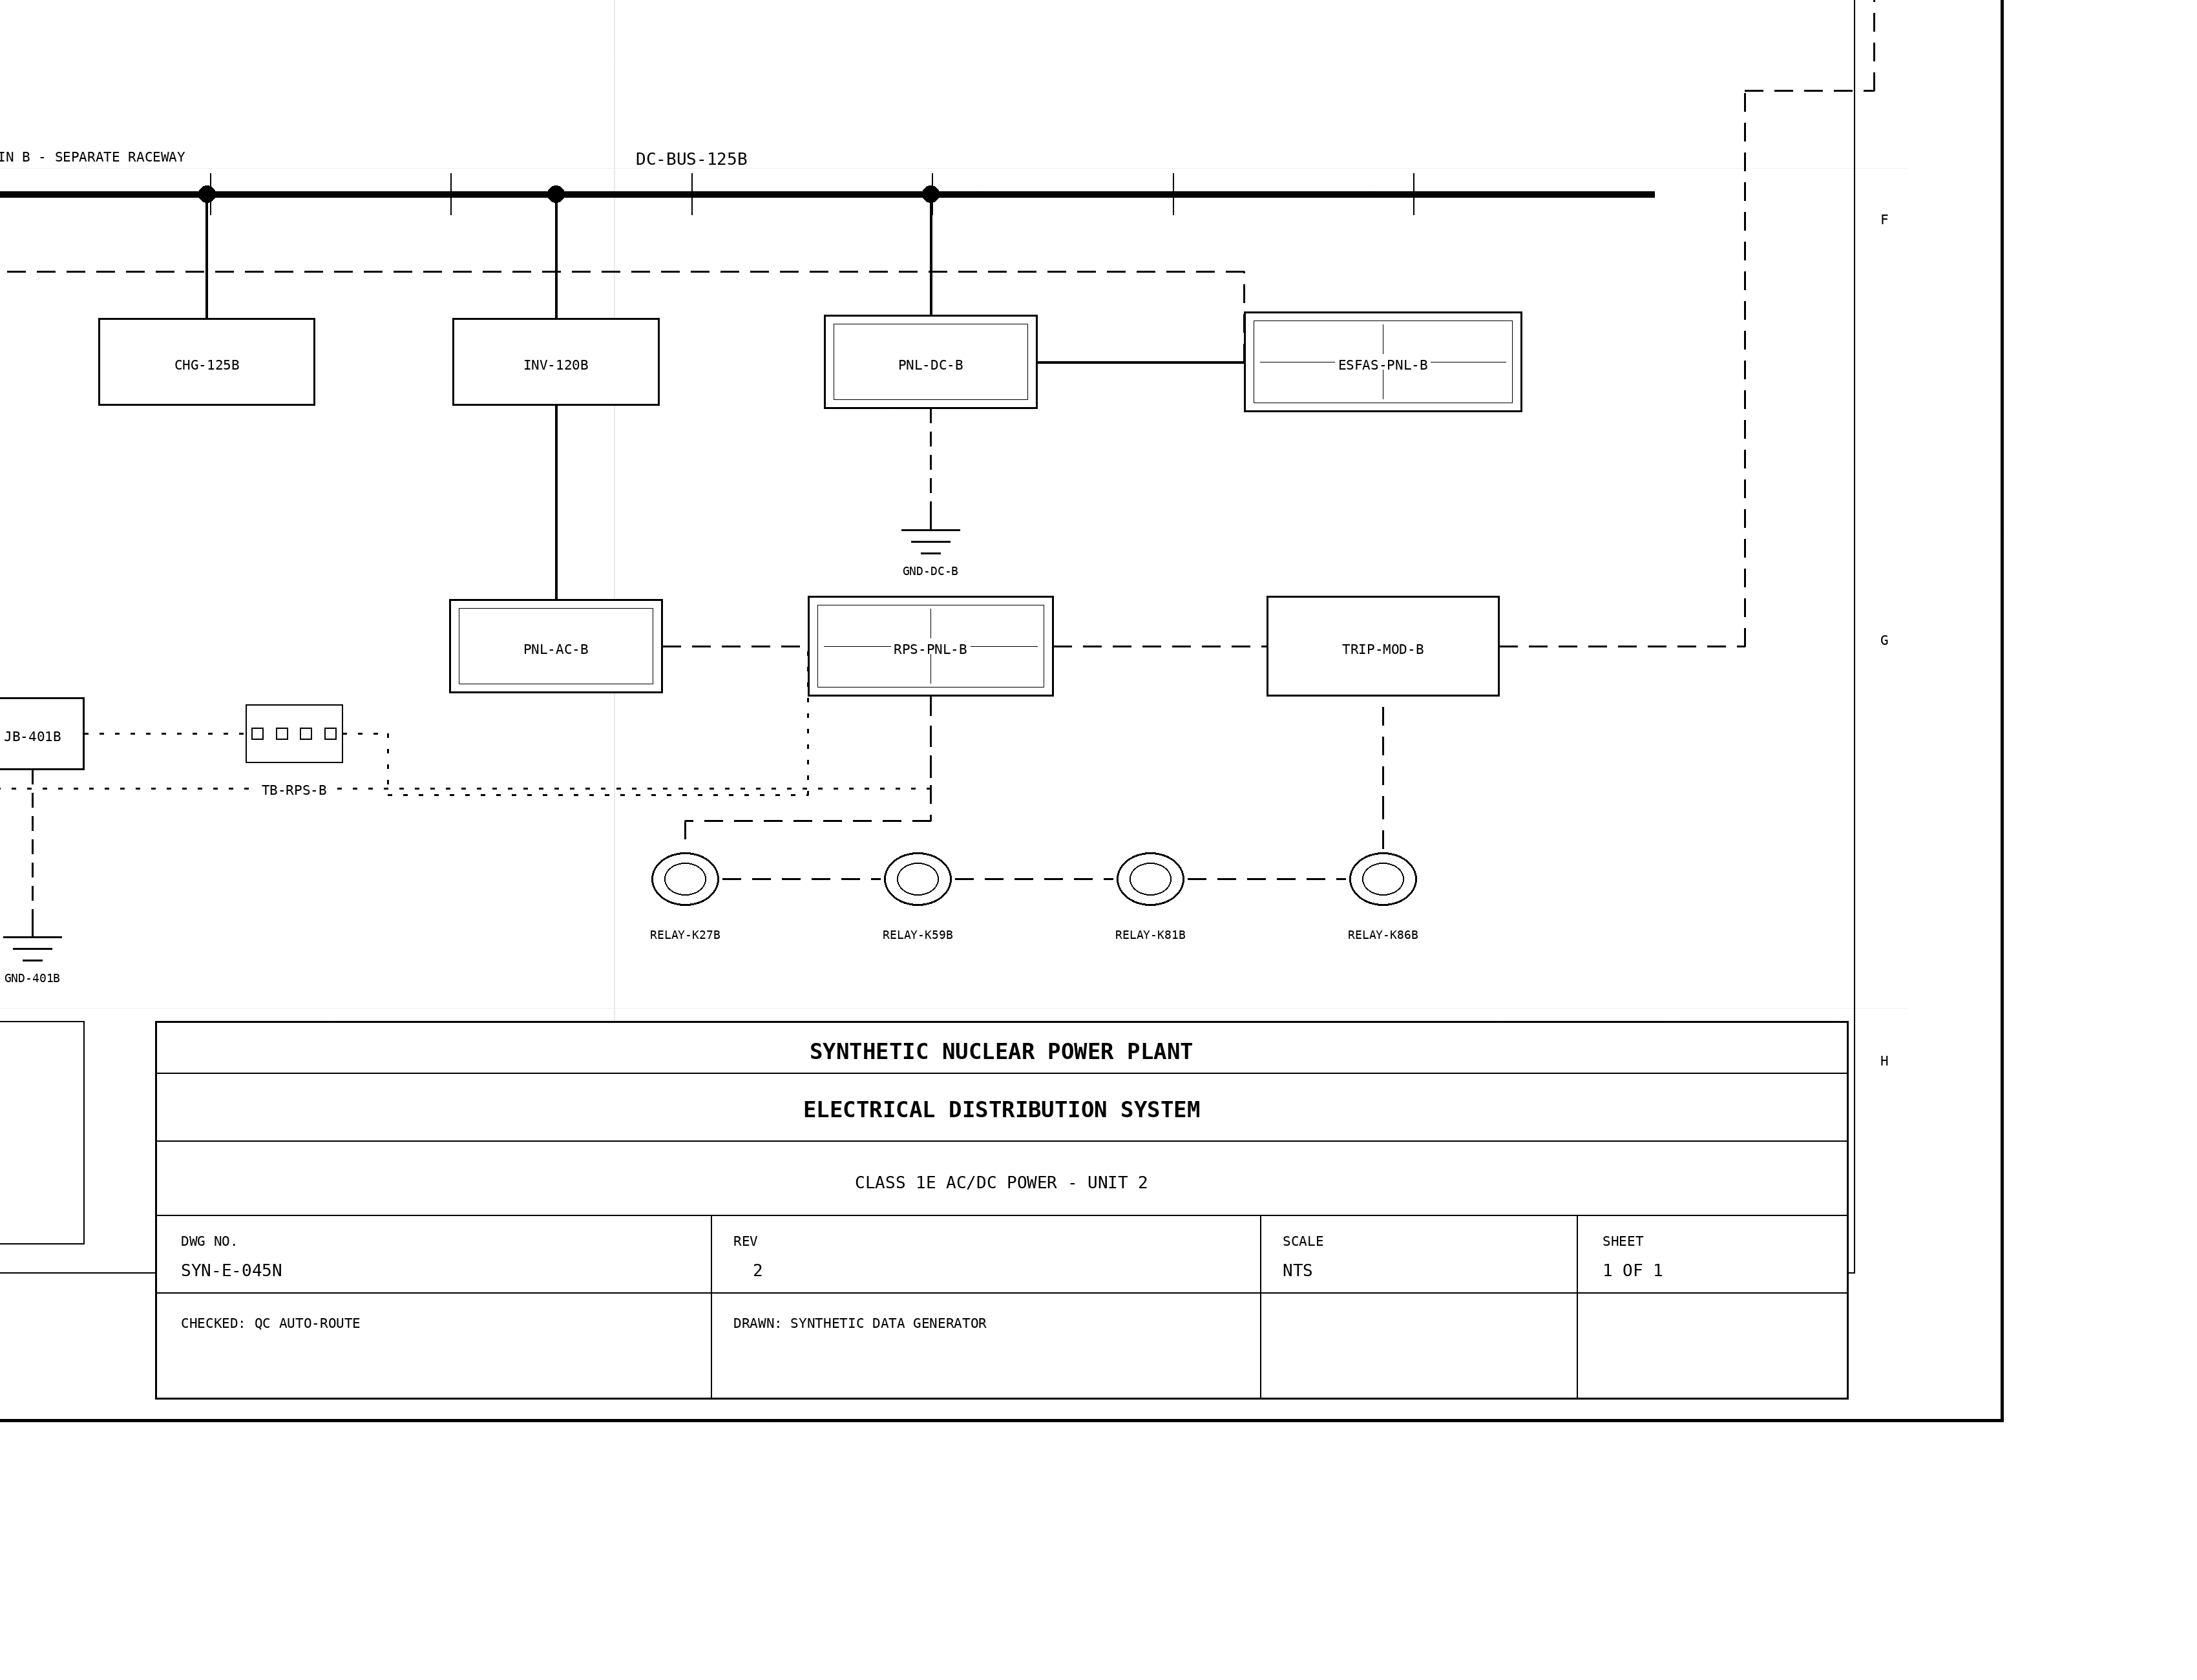 IN B - SEPARATE RACEWAY
DC-BUS-125B
F
CHG-125B
INV-120B
PNL-DC-B
ESFAS-PNL-B
GND-DC-B
PNL-AC-B
RPS-PNL-B
TRIP-MOD-B
G
JB-401B
TB-RPS-B
RELAY-K27B
RELAY-K59B
RELAY-K81B
RELAY-K86B
GND-401B
SYNTHETIC NUCLEAR POWER PLANT
H
ELECTRICAL DISTRIBUTION SYSTEM
CLASS 1E AC/DC POWER - UNIT 2
DWG NO.
SYN-E-045N
REV
2
SCALE
NTS
SHEET
1 OF 1
CHECKED: QC AUTO-ROUTE
DRAWN: SYNTHETIC DATA GENERATOR